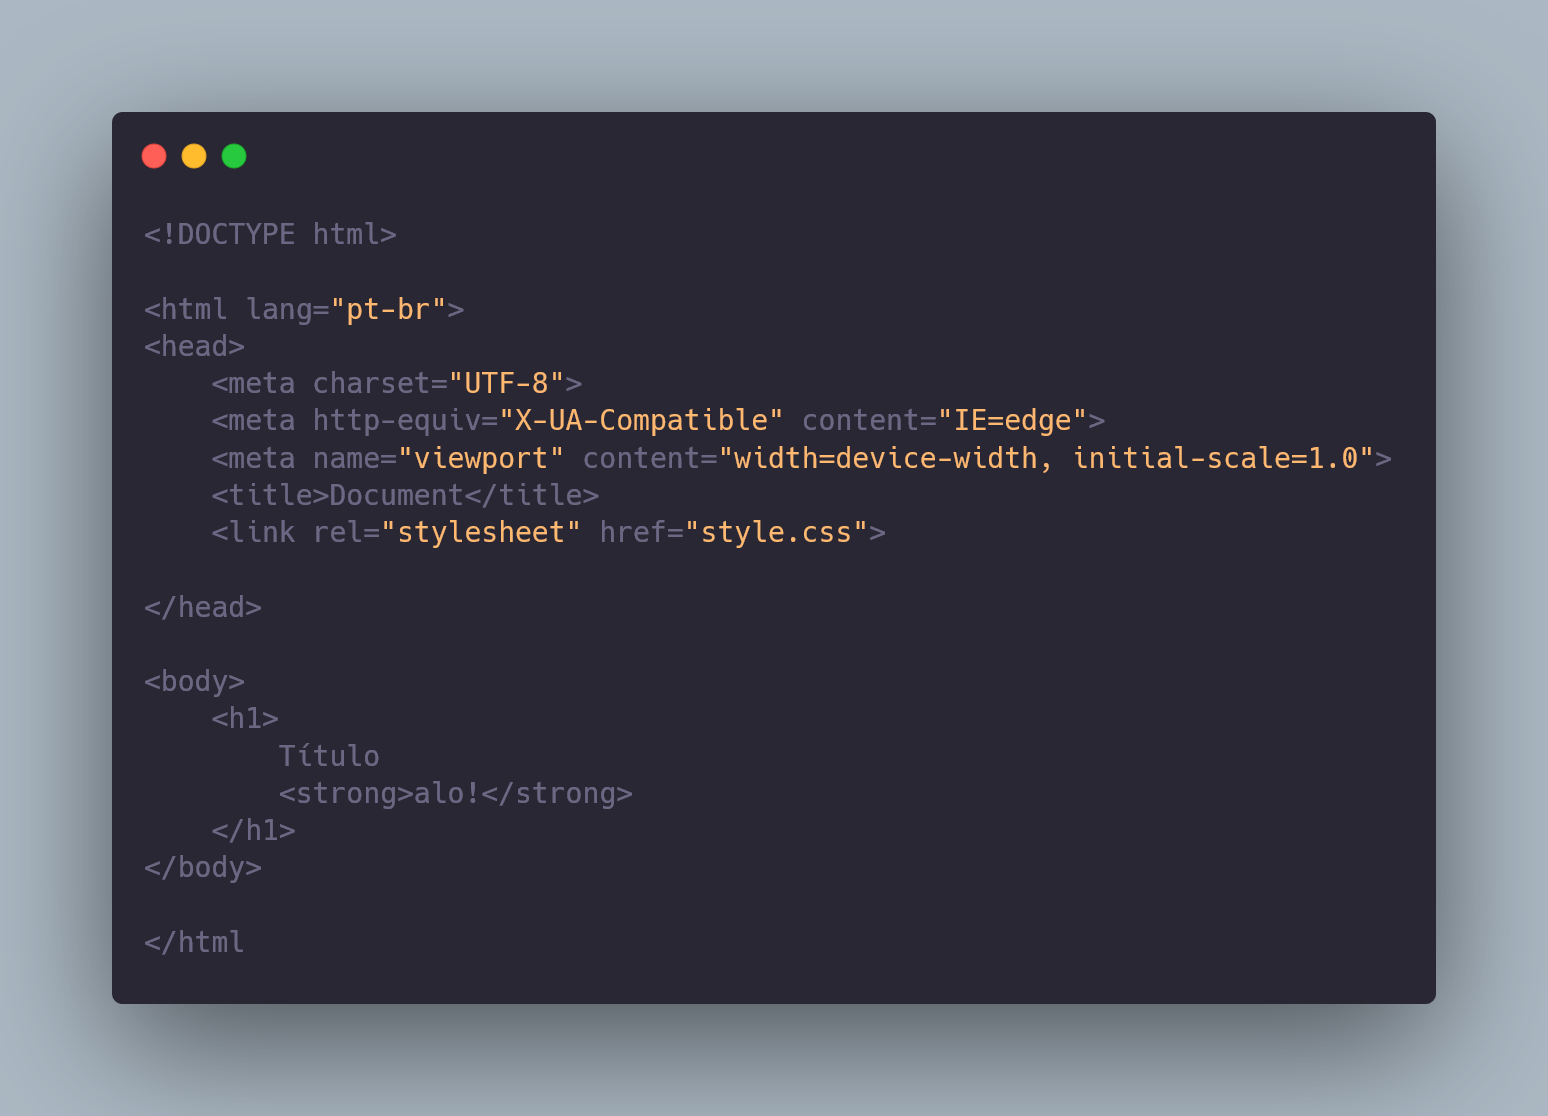 <!DOCTYPE html>
<html lang="pt-br">
<head>
    <meta charset="UTF-8">
    <meta http-equiv="X-UA-Compatible" content="IE=edge">
    <meta name="viewport" content="width=device-width, initial-scale=1.0">
    <title>Document</title>
    <link rel="stylesheet" href="style.css">
</head>
<body>
    <h1>
        Título
        <strong>alo!</strong>
    </h1>
</body>
</html